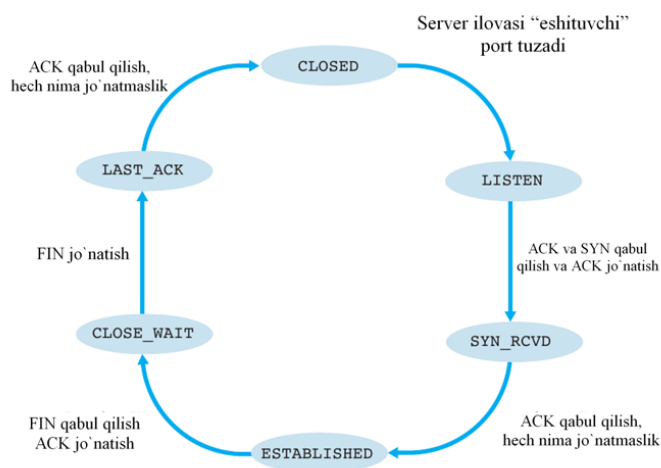 Server ilovasi “eshituvchi”
port tuzadi
CLOSED
LISTEN
ACK va SYN qabul
qilish va ACK jo`natish
SYN_RCVD
ACK qabul qilish,
hech nima jo`natmaslik
ESTABLISHED
FIN qabul qilish
ACK jo`natish
CLOSE_WAIT
FIN jo`natish
LAST_ACK
ACK qabul qilish,
hech nima jo`natmaslik